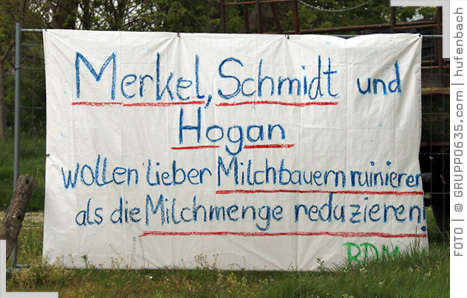 Merkel, Schmidt und
Hogan
wollen lieber Milchbauern ruinieren
als die Milchmenge reduzieren!
BDM
FOTO | © GRUPPO635.com | hufenbach